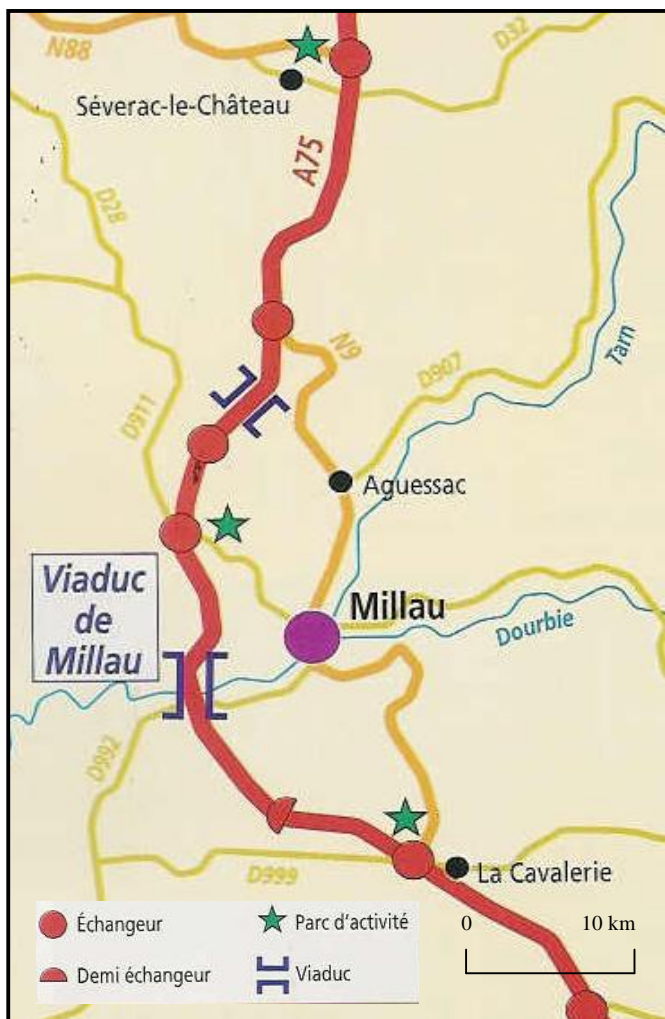 N88
D32
Séverac-le-Château
A75
D28
N9
Tarn
D907
D911
Aguessac
Viaduc
de
Millau
Millau
Dourbie
D992
D999
La Cavalerie
Échangeur
Parc d'activité
0 10 km
Demi échangeur
Viaduc